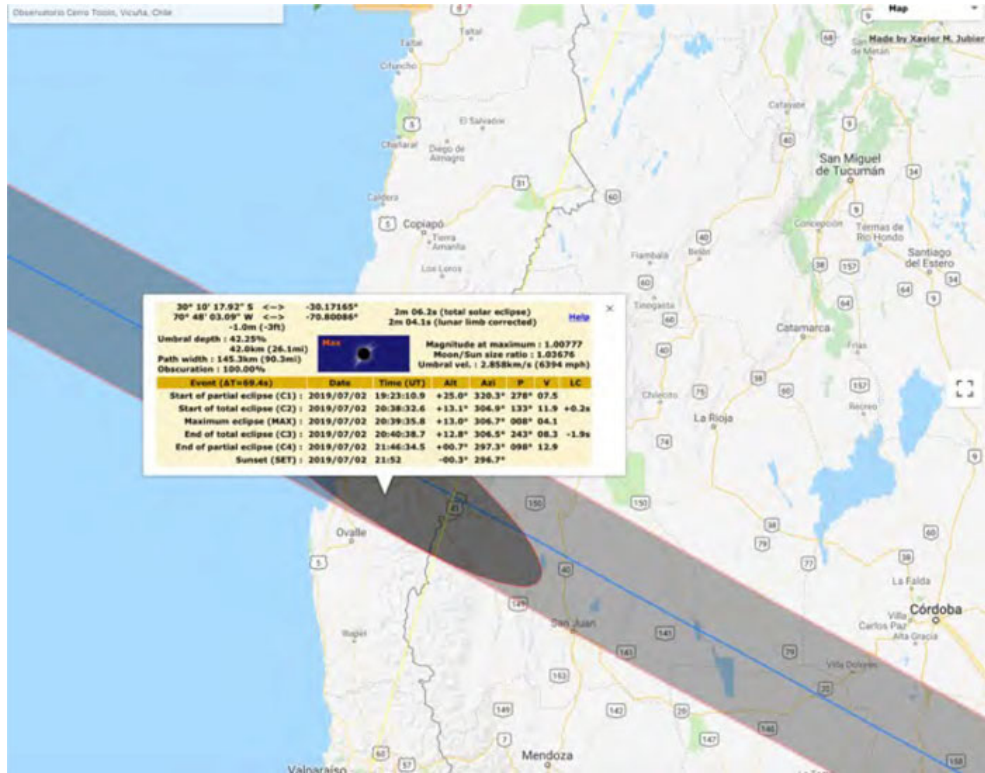 Observatorio Cerro Tololo, Vicuña, Chile
Map
Made by Xavier M. Jubier
Taltal
Taltal
Cifuncho
de Metán
Cafayate
El Salvador
Chañaral
Diego de
Almagro
San Miguel
de Tucumán
Caldera
Copiapó
Tierra
Amarilla
Los Loros
Concepción
Termas de
Río Hondo
Santiago
del Estero
Fiambalá
Belén
Tinogasta
Catamarca
Frías
Chilecito
La Rioja
Recreo
30° 10' 17.92" S <—> -30.17165°
70° 48' 03.09" W <—> -70.80086°
-1.0m (-3ft)
2m 06.2s (total solar eclipse)
2m 04.1s (lunar limb corrected)
Help
×
Umbral depth : 42.25%
42.0km (26.1mi)
Path width : 145.3km (90.3mi)
Obscuration : 100.00%
Max
Magnitude at maximum : 1.00777
Moon/Sun size ratio : 1.03676
Umbral vel. : 2.858km/s (6394 mph)
Event (ΔT=69.4s) Date Time (UT) Alt Azi P V LC
Start of partial eclipse (C1) : 2019/07/02 19:23:10.9 +25.0° 320.3° 278° 07.5
Start of total eclipse (C2) : 2019/07/02 20:38:32.6 +13.1° 306.9° 133° 11.9 +0.2s
Maximum eclipse (MAX) : 2019/07/02 20:39:35.8 +13.0° 306.7° 008° 04.1
End of total eclipse (C3) : 2019/07/02 20:40:38.7 +12.8° 306.5° 243° 08.3 -1.9s
End of partial eclipse (C4) : 2019/07/02 21:46:34.5 +00.7° 297.3° 098° 12.9
Sunset (SET) : 2019/07/02 21:52 -00.3° 296.7°
Ovalle
La Falda
Córdoba
Villa
Carlos Paz
Alta Gracia
San Juan
Illapel
Villa Dolores
Mendoza
Valparaíso